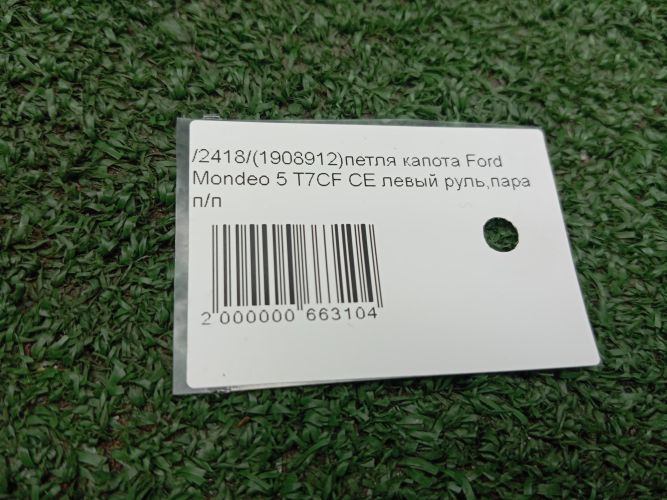 /2418/(1908912)петля капота Ford
Mondeo 5 T7CF CE левый руль,пара
п/п
2 000000 663104